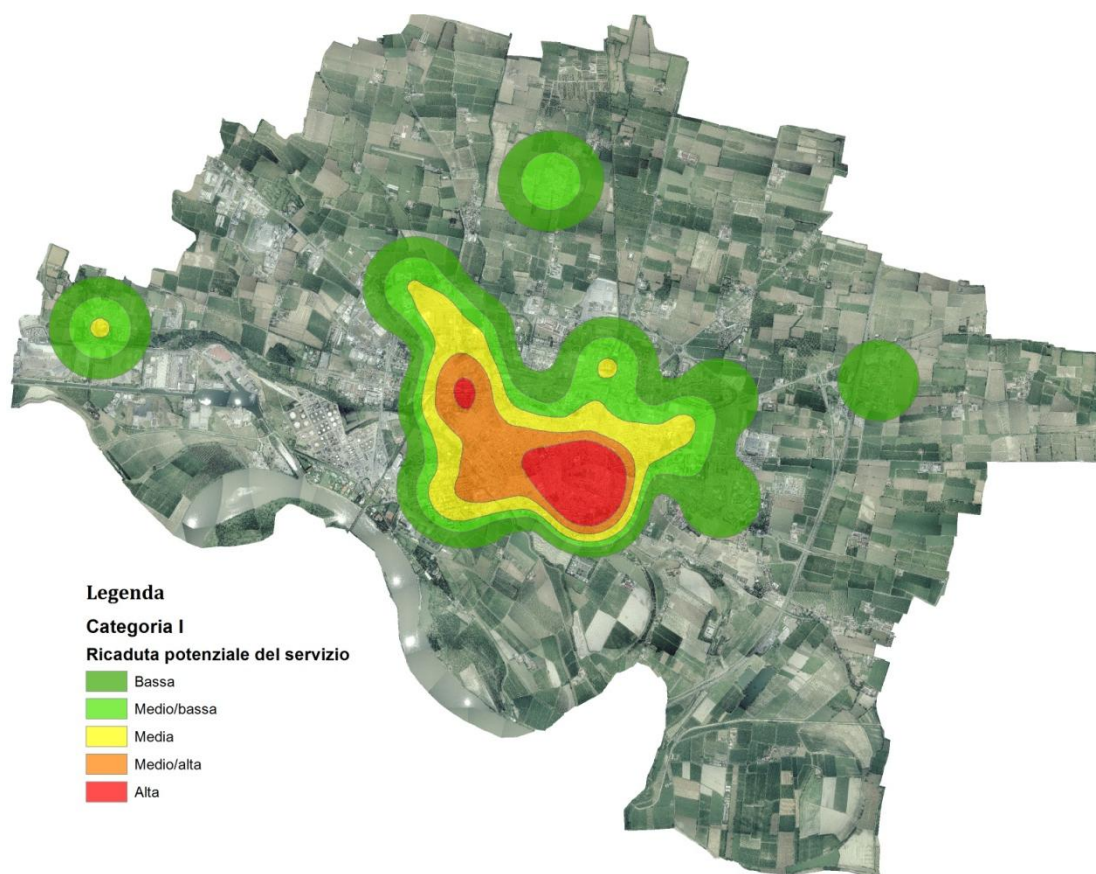 Legenda
Categoria I
Ricaduta potenziale del servizio
Bassa
Medio/bassa
Media
Medio/alta
Alta